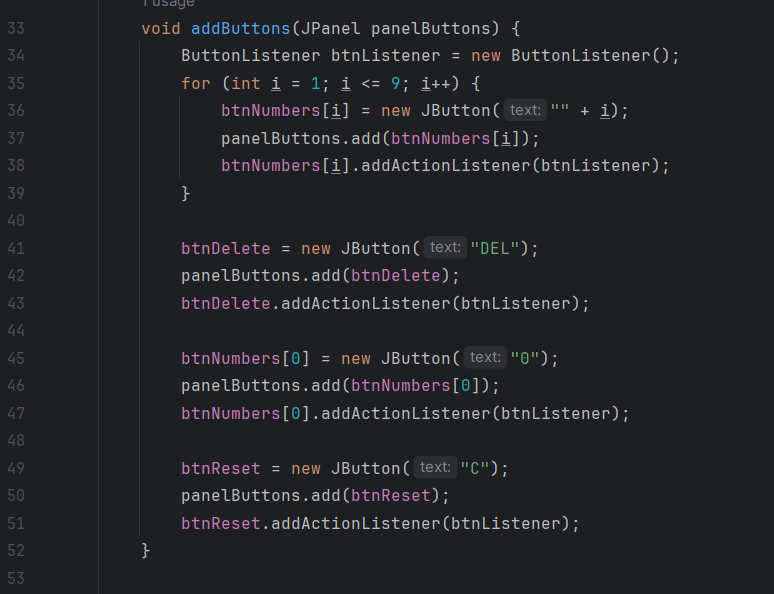 1 usage
33 void addButtons(JPanel panelButtons) {
34 ButtonListener btnListener = new ButtonListener();
35 for (int i = 1; i <= 9; i++) {
36 btnNumbers[i] = new JButton( text: "" + i);
37 panelButtons.add(btnNumbers[i]);
38 btnNumbers[i].addActionListener(btnListener);
39 }
40
41 btnDelete = new JButton( text: "DEL");
42 panelButtons.add(btnDelete);
43 btnDelete.addActionListener(btnListener);
44
45 btnNumbers[0] = new JButton( text: "0");
46 panelButtons.add(btnNumbers[0]);
47 btnNumbers[0].addActionListener(btnListener);
48
49 btnReset = new JButton( text: "C");
50 panelButtons.add(btnReset);
51 btnReset.addActionListener(btnListener);
52 }
53